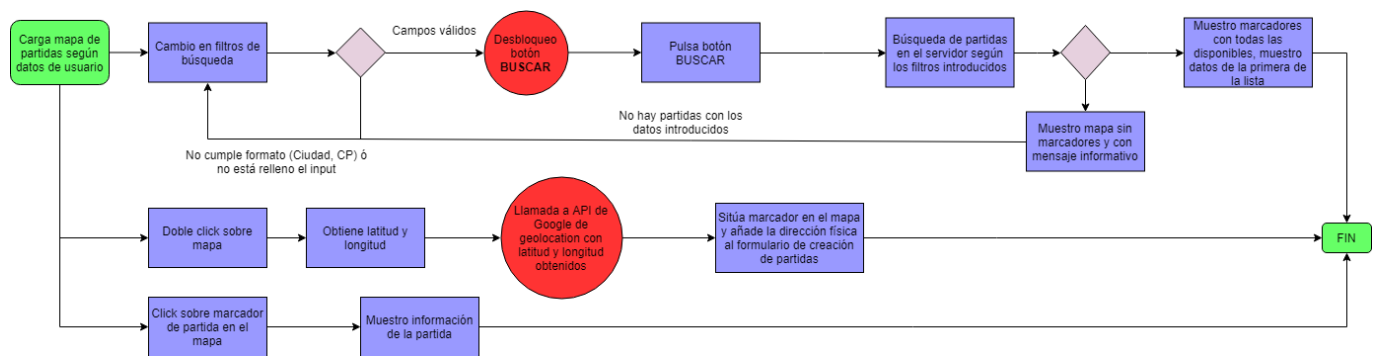 Carga mapa de
partidas según
datos de usuario
Cambio en filtros de
búsqueda
Campos válidos
Desbloqueo
botón
BUSCAR
Pulsa botón
BUSCAR
Búsqueda de partidas
en el servidor según
los filtros introducidos
Muestro marcadores
con todas las
disponibles, muestro
datos de la primera de
la lista
No hay partidas con los
datos introducidos
Muestro mapa sin
marcadores y con
mensaje informativo
No cumple formato (Ciudad, CP) ó
no está relleno el input
Doble click sobre
mapa
Obtiene latitud y
longitud
Llamada a API de
Google de
geolocation con
latitud y longitud
obtenidos
Sitúa marcador en el mapa
y añade la dirección física
al formulario de creación
de partidas
FIN
Click sobre marcador
de partida en el
mapa
Muestro información
de la partida